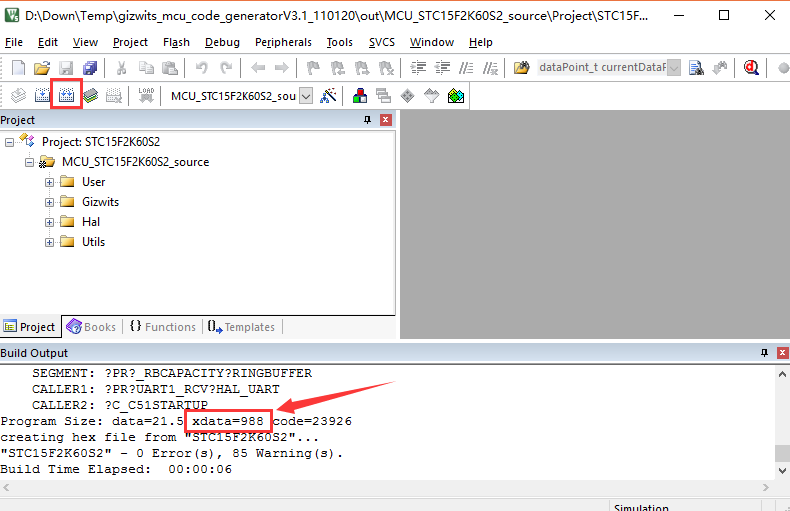 D:\Down\Temp\gizwits_mcu_code_generatorV3.1_110120\out\MCU_STC15F2K60S2_source\Project\STC15F...
File Edit View Project Flash Debug Peripherals Tools SVCS Window Help
dataPoint_t currentDataF
LOAD MCU_STC15F2K60S2_sou
Project
Project: STC15F2K60S2
MCU_STC15F2K60S2_source
User
Gizwits
Hal
Utils
Project Books {} Functions 0 Templates
Build Output
SEGMENT: ?PR?_RBCAPACITY?RINGBUFFER
CALLER1: ?PR?UART1_RCV?HAL_UART
CALLER2: ?C_C51STARTUP
Program Size: data=21.5 xdata=988 code=23926
creating hex file from "STC15F2K60S2"...
"STC15F2K60S2" - 0 Error(s), 85 Warning(s).
Build Time Elapsed: 00:00:06
Simulation